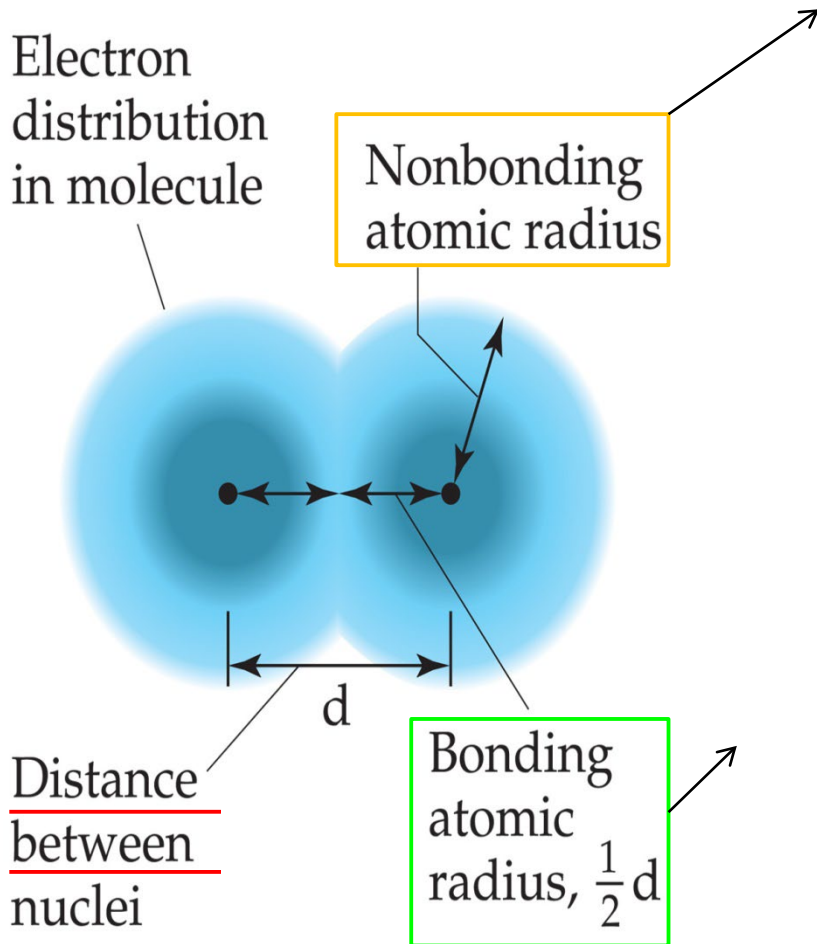 Electron
distribution
in molecule
Nonbonding
atomic radius
d
Distance
between
nuclei
Bonding
atomic
radius, 1/2 d